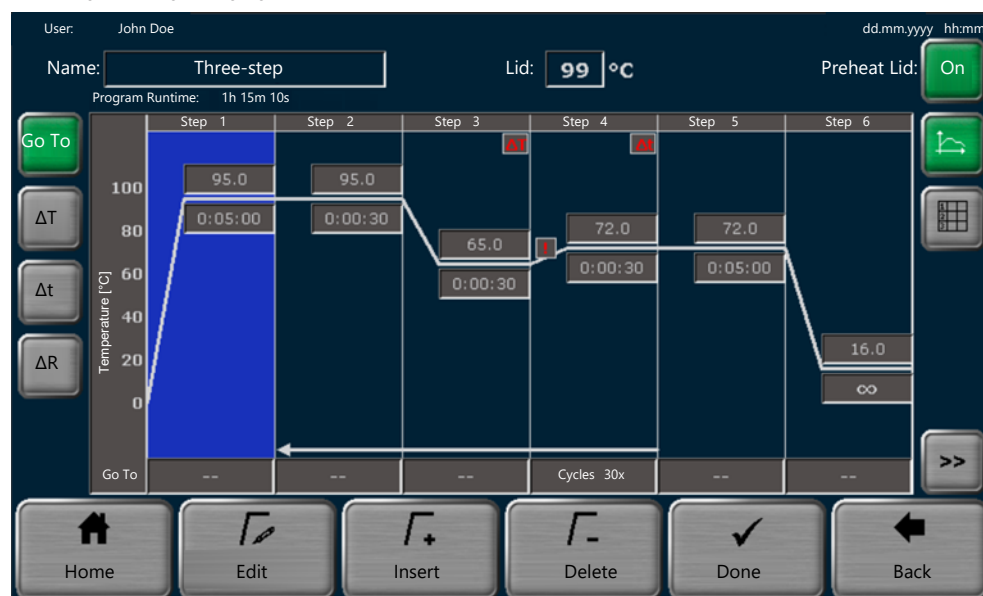 User: John Doe dd.mm.yyyy hh:mm
Name: Three-step Lid: 99 °C Preheat Lid: On
Program Runtime: 1h 15m 10s
Step 1 Step 2 Step 3 Step 4 Step 5 Step 6
Go To
ΔT Δt
100 95.0 95.0
ΔT 0:05:00 0:00:30
80 65.0 72.0 72.0
0:00:30 0:00:30 0:05:00
Temperature [°C]
60
Δt
40
ΔR
20 16.0
∞
0
>>
Go To -- -- -- Cycles 30x -- --
Home Edit Insert Delete Done Back